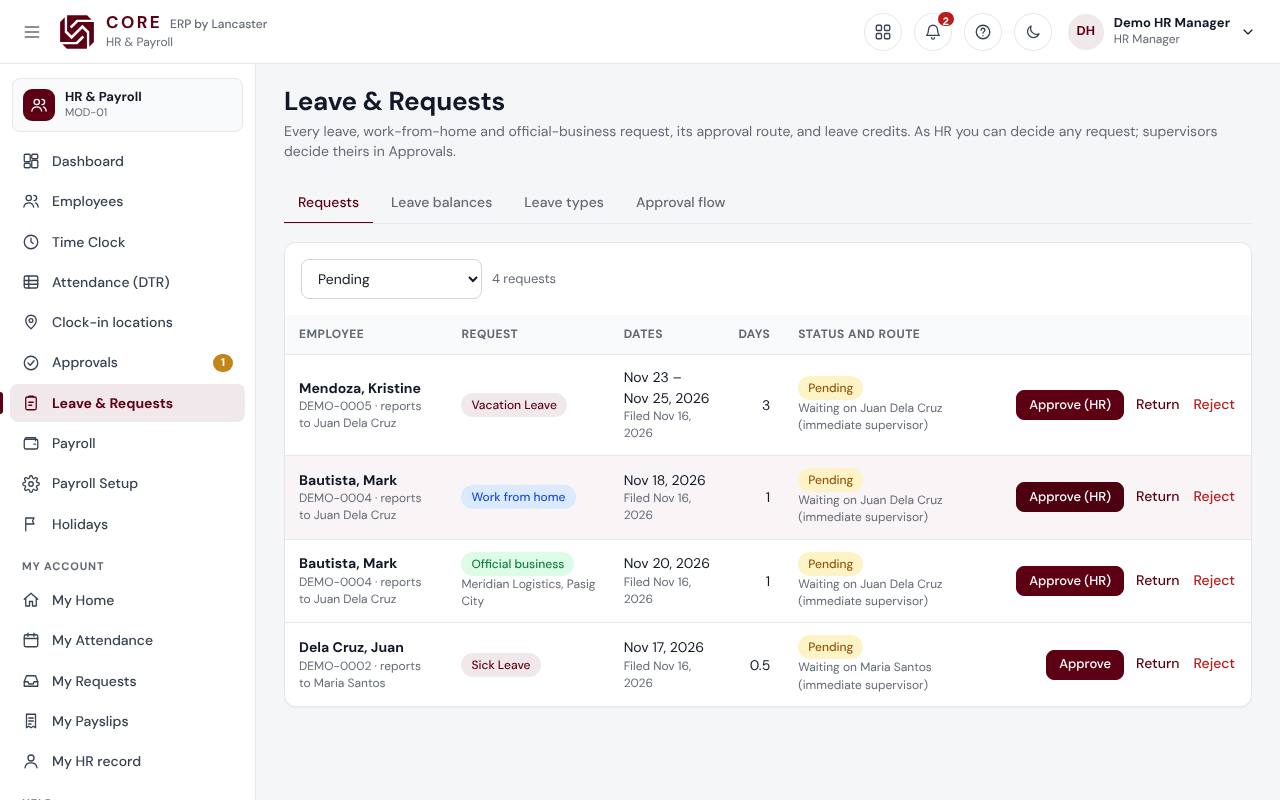 CORE ERP by Lancaster
HR & Payroll
2
DH
Demo HR Manager
HR Manager
HR & Payroll
MOD-01
Dashboard
Employees
Time Clock
Attendance (DTR)
Clock-in locations
Approvals 1
Leave & Requests
Payroll
Payroll Setup
Holidays
MY ACCOUNT
My Home
My Attendance
My Requests
My Payslips
My HR record
Leave & Requests
Every leave, work-from-home and official-business request, its approval route, and leave credits. As HR you can decide any request; supervisors
decide theirs in Approvals.
Requests Leave balances Leave types Approval flow
Pending 4 requests
EMPLOYEE REQUEST DATES DAYS STATUS AND ROUTE
Mendoza, Kristine
DEMO-0005 · reports
to Juan Dela Cruz
Vacation Leave
Nov 23 –
Nov 25, 2026
Filed Nov 16,
2026
3
Pending
Waiting on Juan Dela Cruz
(immediate supervisor)
Approve (HR) Return Reject
Bautista, Mark
DEMO-0004 · reports
to Juan Dela Cruz
Work from home
Nov 18, 2026
Filed Nov 16,
2026
1
Pending
Waiting on Juan Dela Cruz
(immediate supervisor)
Approve (HR) Return Reject
Bautista, Mark
DEMO-0004 · reports
to Juan Dela Cruz
Official business
Meridian Logistics, Pasig
City
Nov 20, 2026
Filed Nov 16,
2026
1
Pending
Waiting on Juan Dela Cruz
(immediate supervisor)
Approve (HR) Return Reject
Dela Cruz, Juan
DEMO-0002 · reports
to Maria Santos
Sick Leave
Nov 17, 2026
Filed Nov 16,
2026
0.5
Pending
Waiting on Maria Santos
(immediate supervisor)
Approve Return Reject